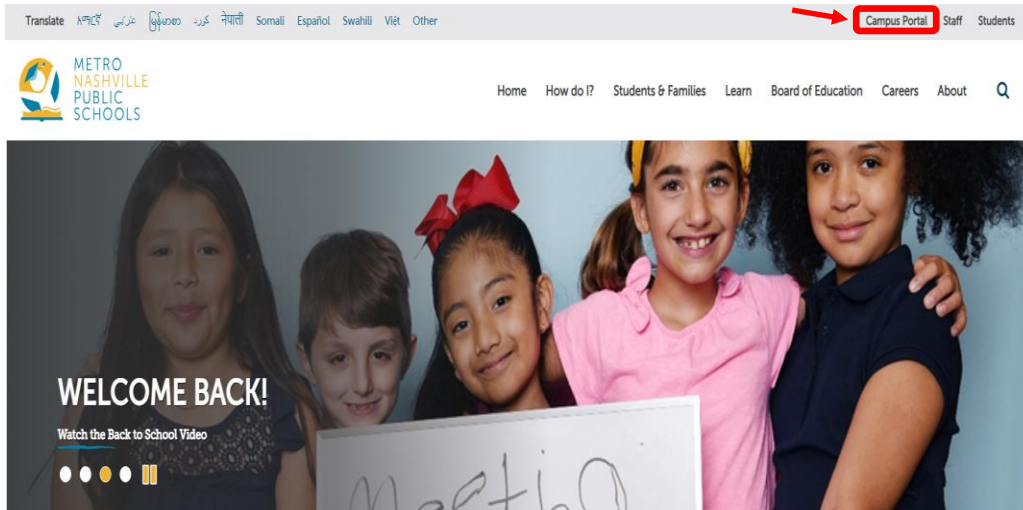 Translate አማርኛ عربي မြန်မာစာ کورد नेपाली Somali Español Swahili Việt Other
Campus Portal Staff Students
METRO
NASHVILLE
PUBLIC
SCHOOLS
Home How do I? Students & Families Learn Board of Education Careers About
WELCOME BACK!
Watch the Back to School Video